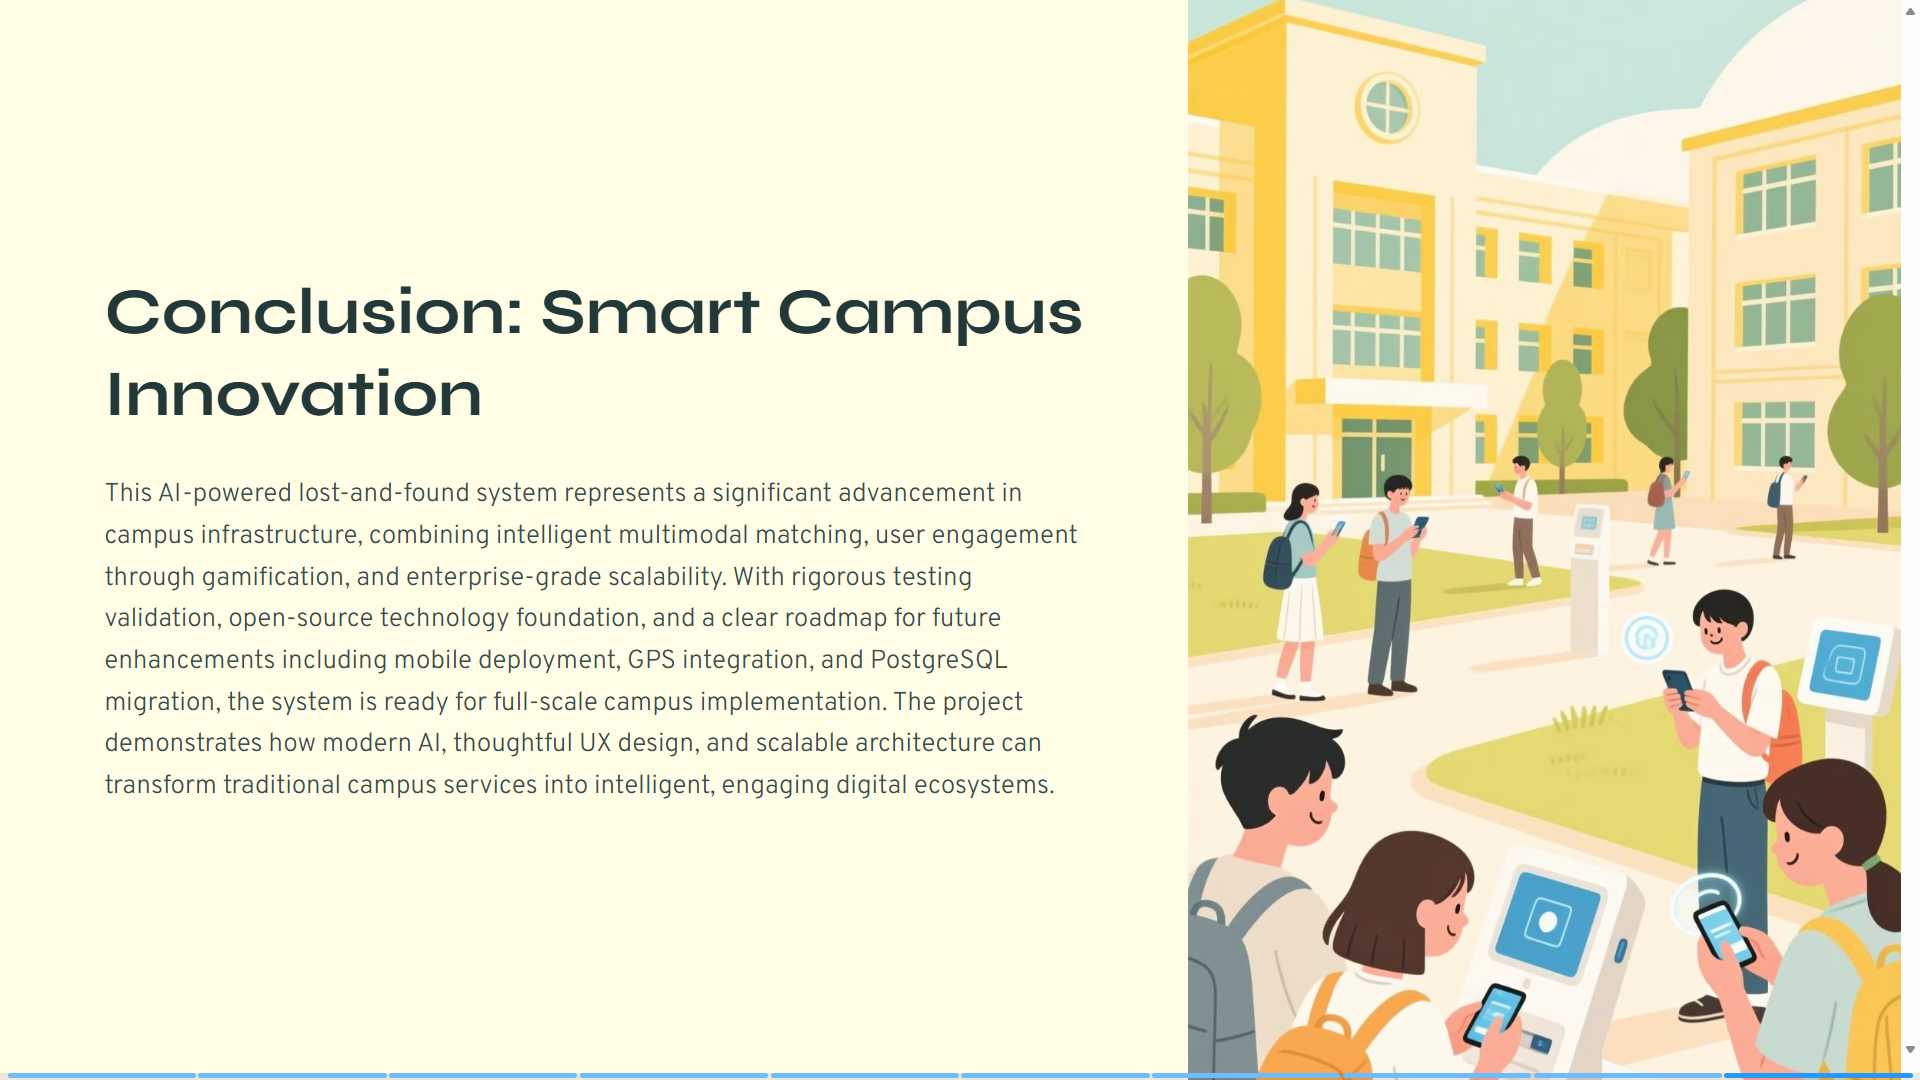 Conclusion: Smart Campus
Innovation
This AI-powered lost-and-found system represents a significant advancement in
campus infrastructure, combining intelligent multimodal matching, user engagement
through gamification, and enterprise-grade scalability. With rigorous testing
validation, open-source technology foundation, and a clear roadmap for future
enhancements including mobile deployment, GPS integration, and PostgreSQL
migration, the system is ready for full-scale campus implementation. The project
demonstrates how modern AI, thoughtful UX design, and scalable architecture can
transform traditional campus services into intelligent, engaging digital ecosystems.